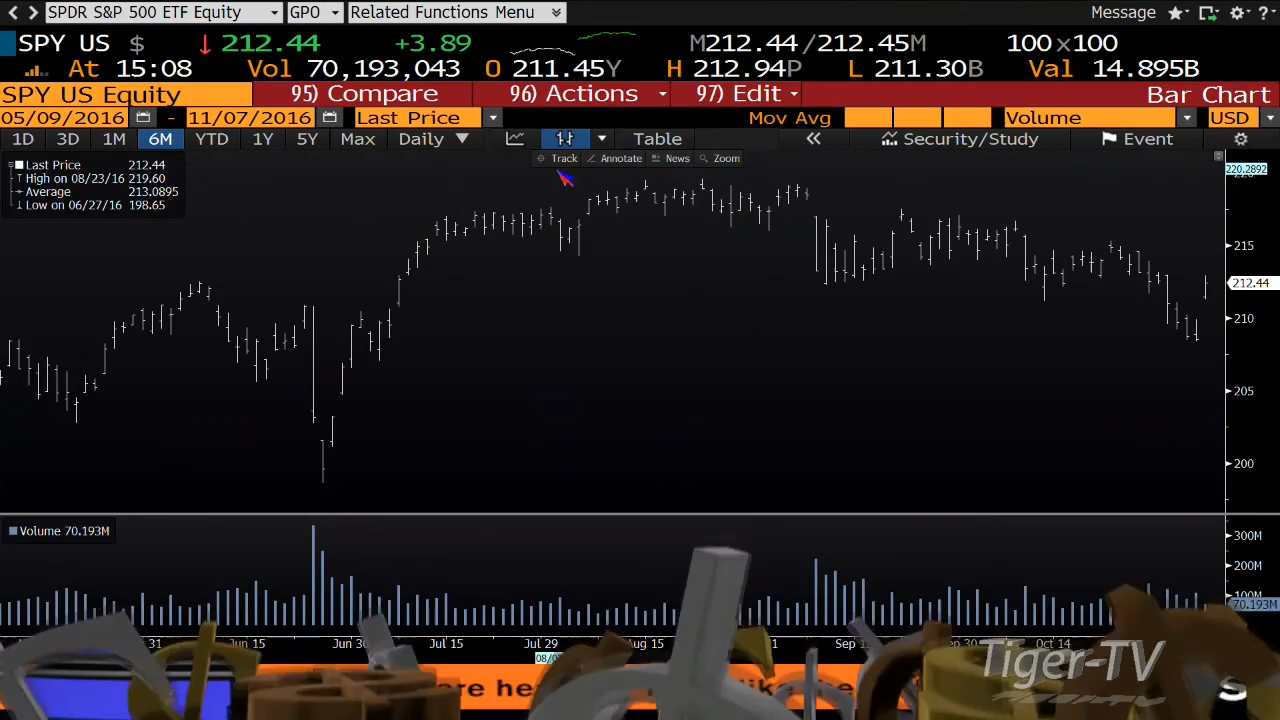 SPDR S&P 500 ETF Equity GPO Related Functions Menu Message ?
SPY US $ 212.44 +3.89 M212.44/212.45M 100x100
At 15:08 Vol 70,193,043 O 211.45Y H 212.94P L 211.30B Val 14.895B
SPY US Equity 95) Compare 96) Actions 97) Edit Bar Chart
05/09/2016 - 11/07/2016 Last Price Mov Avg Volume USD
1D 3D 1M 6M YTD 1Y 5Y Max Daily Table Security/Study Event
Track Annotate News Zoom
Last Price 212.44
High on 08/23/16 219.60
Average 213.0895
Low on 06/27/16 198.65
220.2892
215
212.44
210
205
200
Volume 70.193M
300M
200M
100M
70.193M
31 Jun 15 Jun 30 Jul 15 Jul 29 Aug 15 Oct 14
Tiger-TV